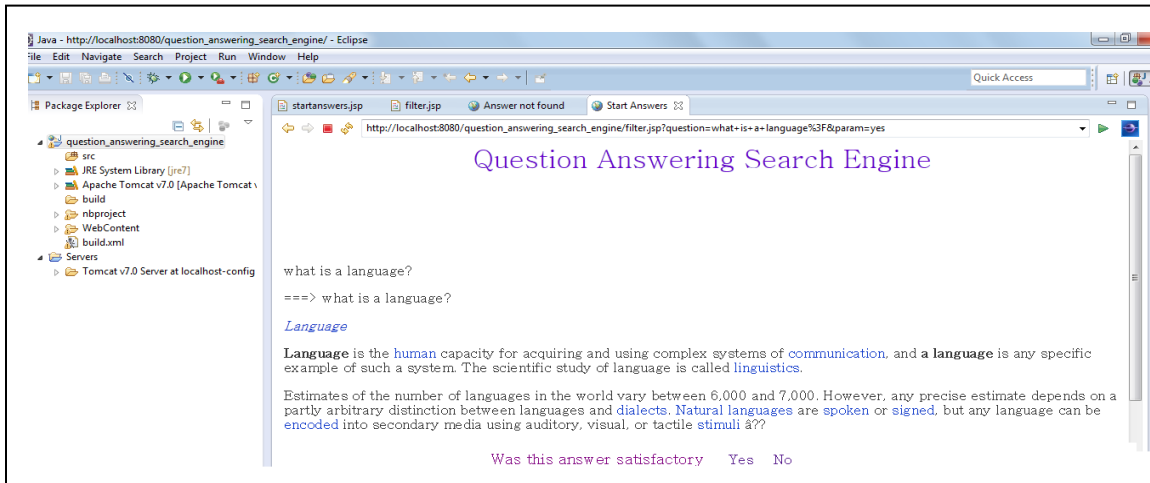 Java - http://localhost:8080/question_answering_search_engine/ - Eclipse
File Edit Navigate Search Project Run Window Help
Quick Access
Package Explorer
startanswers.jsp filter.jsp Answer not found Start Answers
http://localhost:8080/question_answering_search_engine/filter.jsp?question=what+is+a+language%3F&param=yes
question_answering_search_engine
src
JRE System Library [jre7]
Apache Tomcat v7.0 [Apache Tomcat v
build
nbproject
WebContent
build.xml
Servers
Tomcat v7.0 Server at localhost-config
Question Answering Search Engine
what is a language?
===> what is a language?
Language
Language is the human capacity for acquiring and using complex systems of communication, and a language is any specific
example of such a system. The scientific study of language is called linguistics.
Estimates of the number of languages in the world vary between 6,000 and 7,000. However, any precise estimate depends on a
partly arbitrary distinction between languages and dialects. Natural languages are spoken or signed, but any language can be
encoded into secondary media using auditory, visual, or tactile stimuli â??
Was this answer satisfactory Yes No